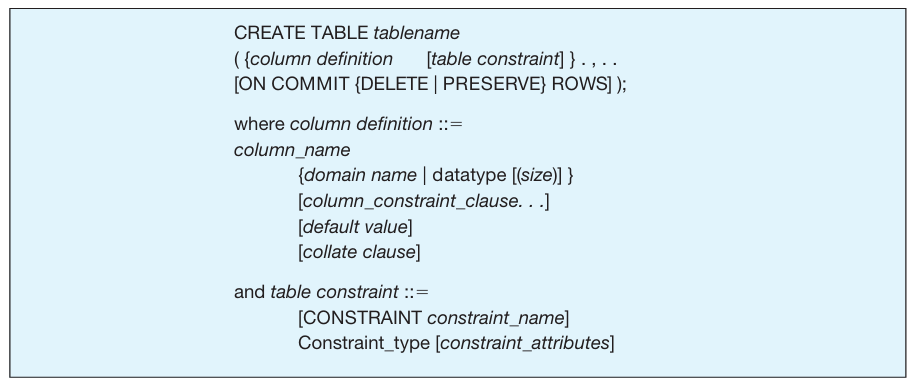 CREATE TABLE tablename
( {column definition [table constraint] } . , . .
[ON COMMIT {DELETE | PRESERVE} ROWS] );
where column definition ::=
column_name
{domain name | datatype [(size)] }
[column_constraint_clause. . .]
[default value]
[collate clause]
and table constraint ::=
[CONSTRAINT constraint_name]
Constraint_type [constraint_attributes]